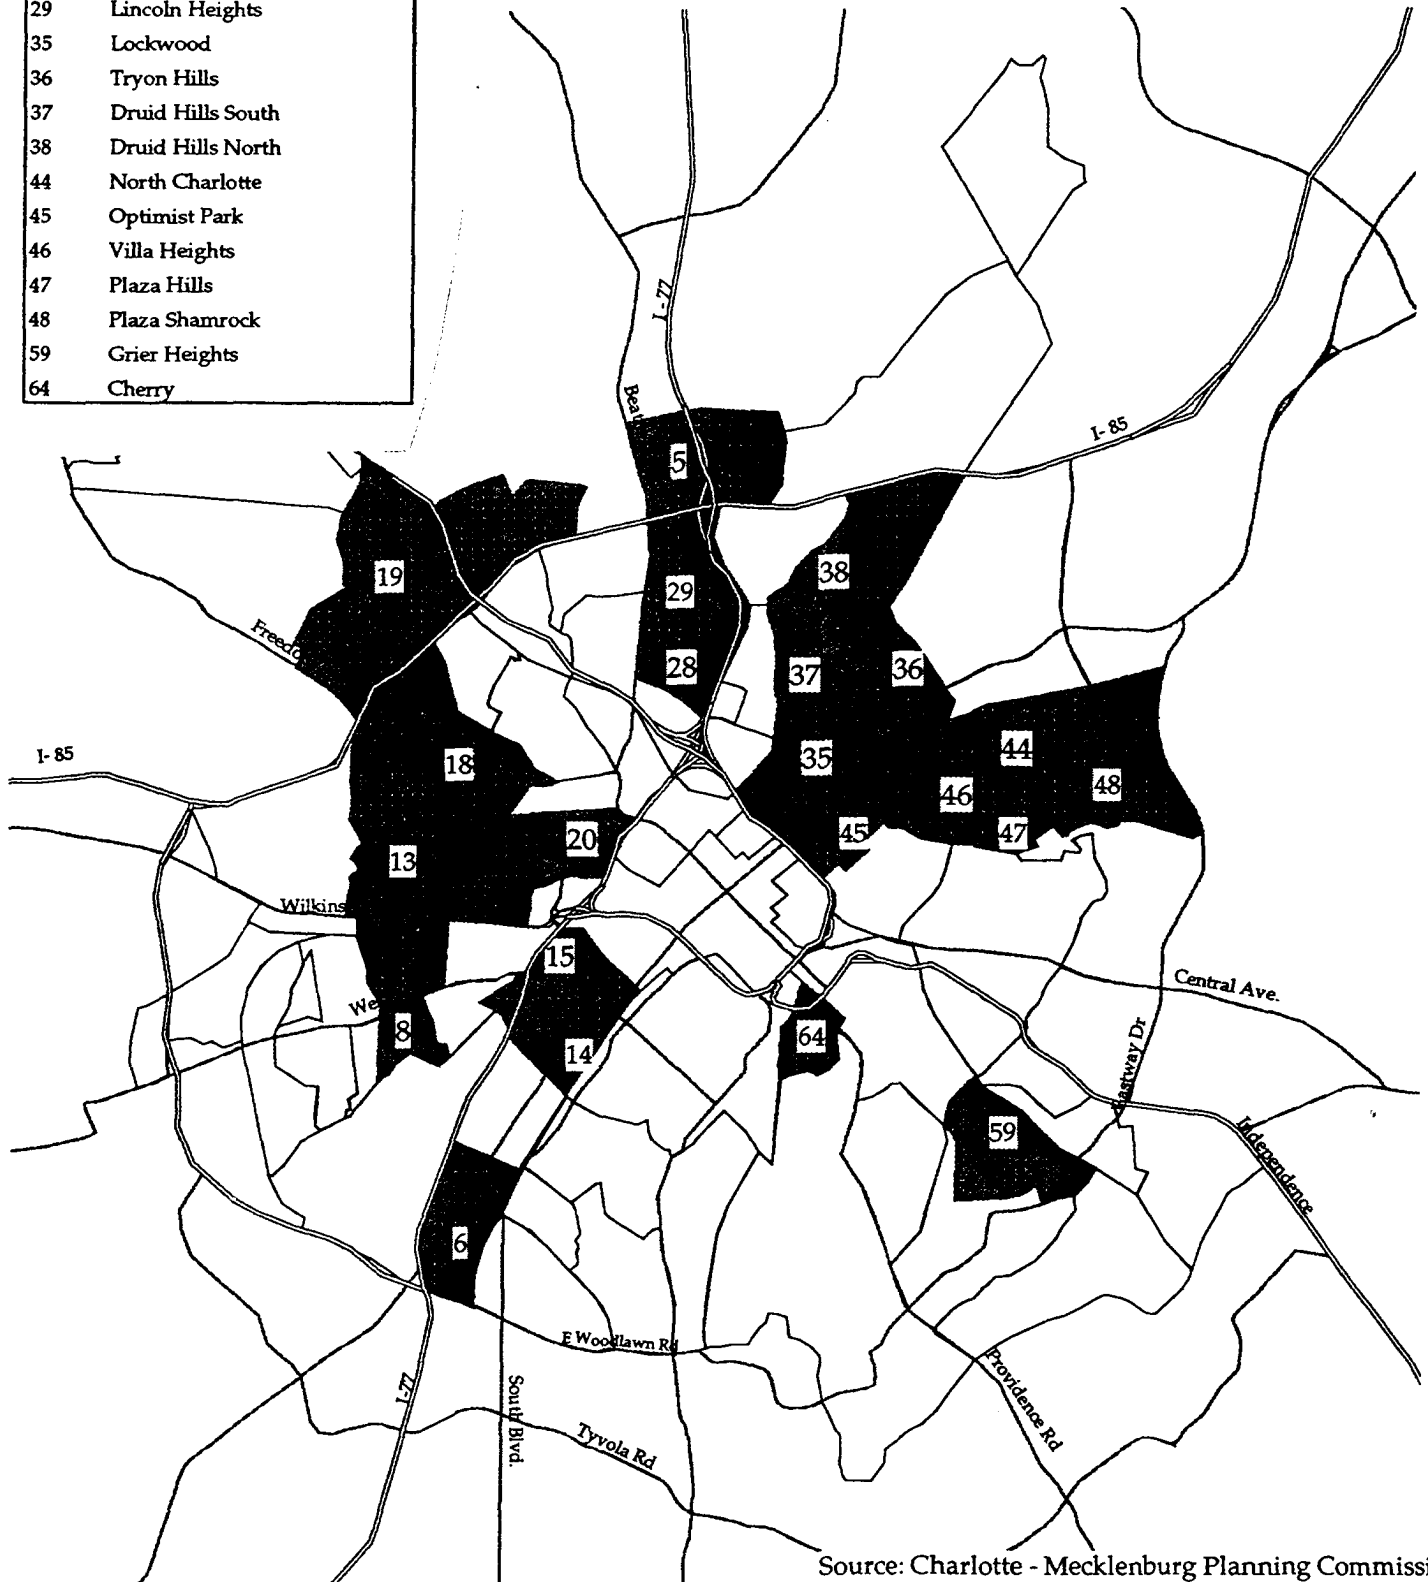 29 Lincoln Heights
35 Lockwood
36 Tryon Hills
37 Druid Hills South
38 Druid Hills North
44 North Charlotte
45 Optimist Park
46 Villa Heights
47 Plaza Hills
48 Plaza Shamrock
59 Grier Heights
64 Cherry
I-77
Beat
I-85
5
19
38
29
Freedo
28
37
36
I-85
18
35
44
46
48
20
45
47
13
Wilkins
15
We
8
64
14
Central Ave.
Eastway Dr
59
Independence
6
E Woodlawn Rd
I-77
South Blvd.
Tyvola Rd
Providence Rd
Source: Charlotte - Mecklenburg Planning Commissi